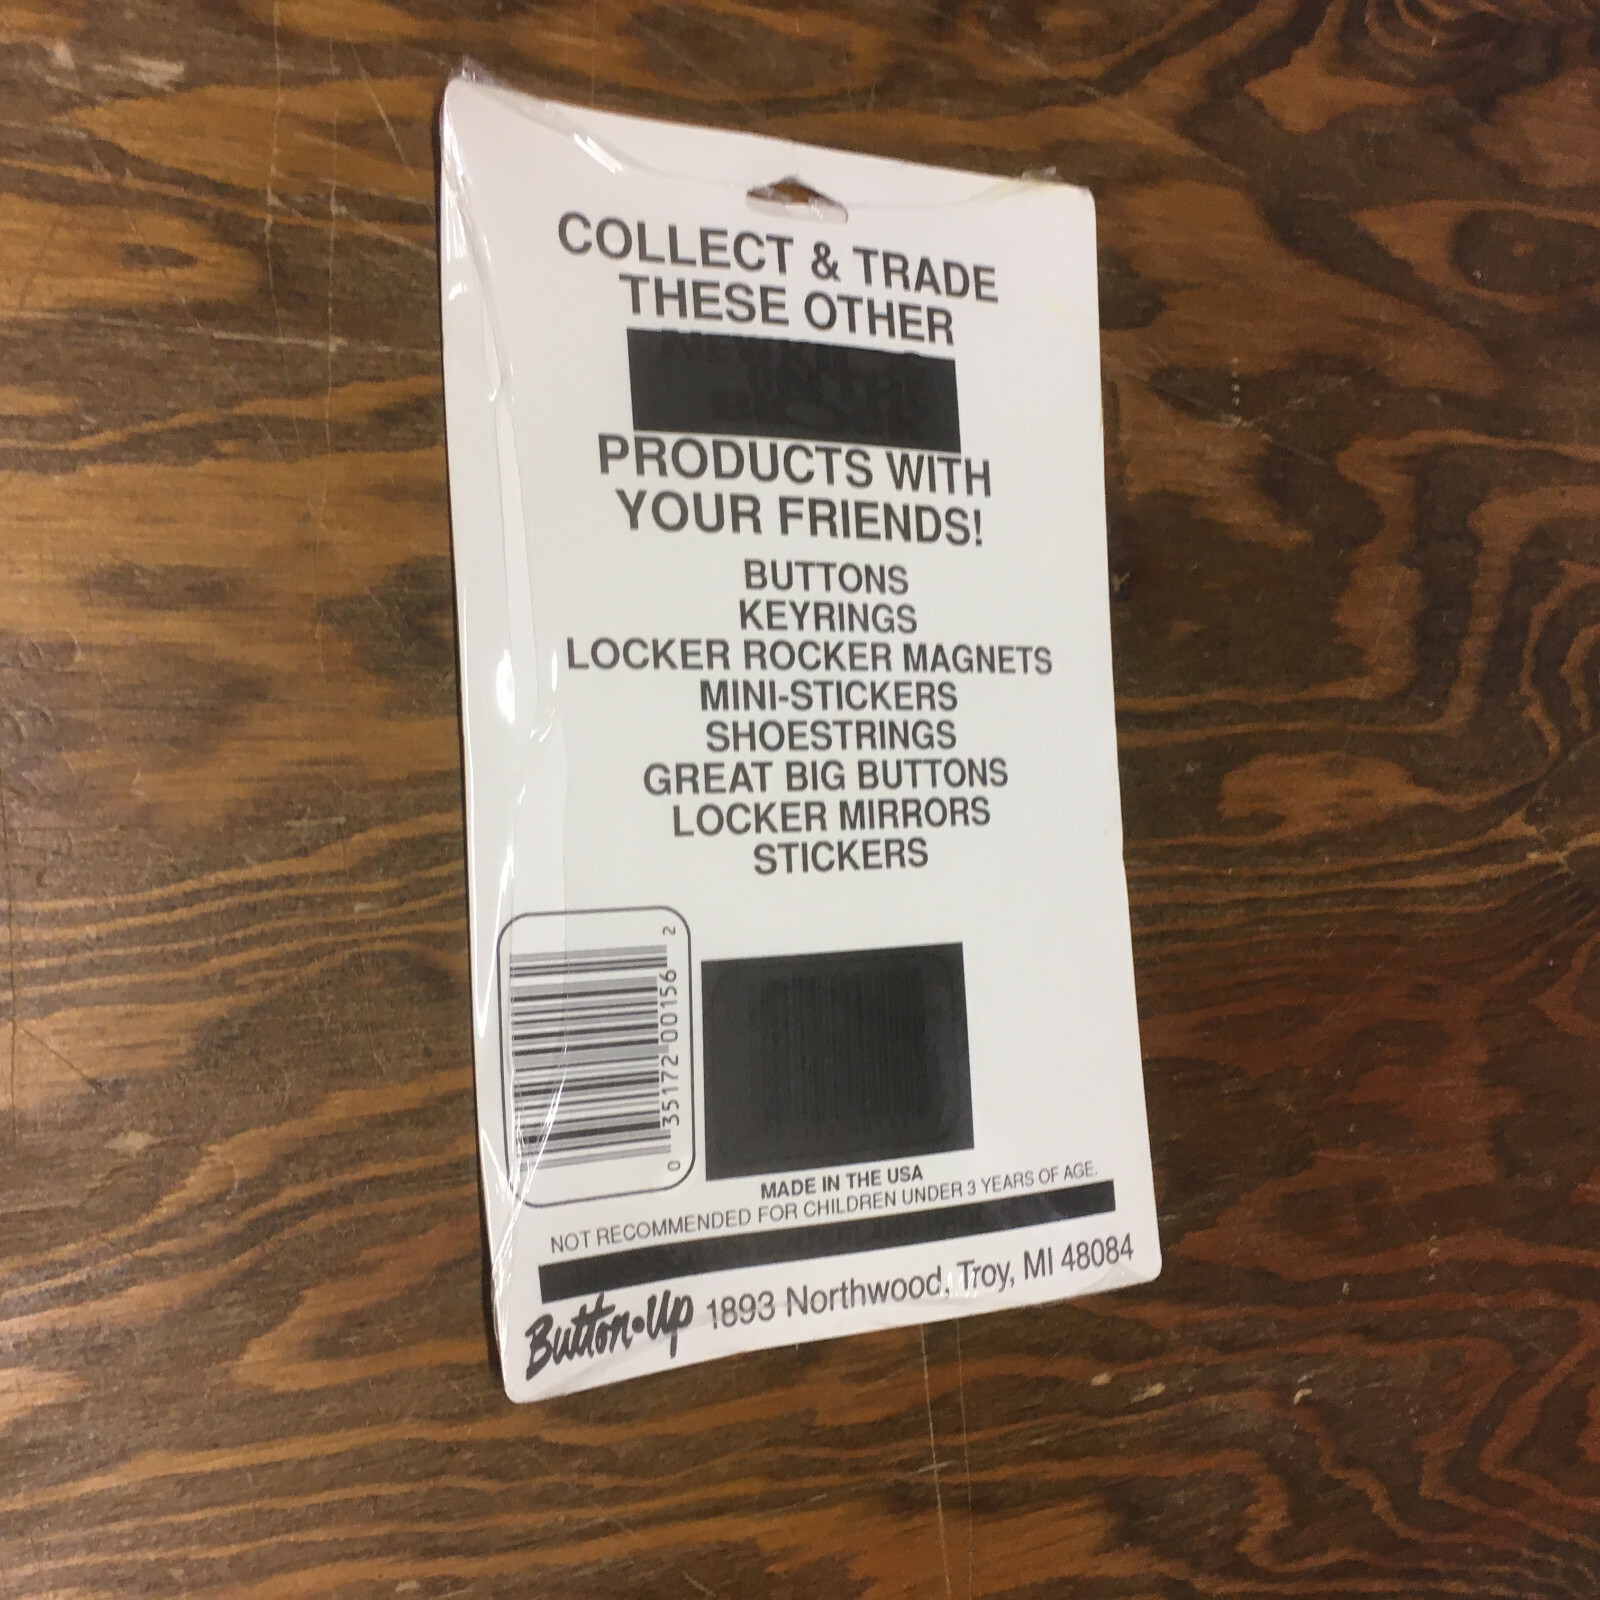 COLLECT & TRADE
THESE OTHER
PRODUCTS WITH
YOUR FRIENDS!
BUTTONS
KEYRINGS
LOCKER ROCKER MAGNETS
MINI-STICKERS
SHOESTRINGS
GREAT BIG BUTTONS
LOCKER MIRRORS
STICKERS
0 35172 00156 2
MADE IN THE USA
NOT RECOMMENDED FOR CHILDREN UNDER 3 YEARS OF AGE.
Button•Up 1893 Northwood, Troy, MI 48084